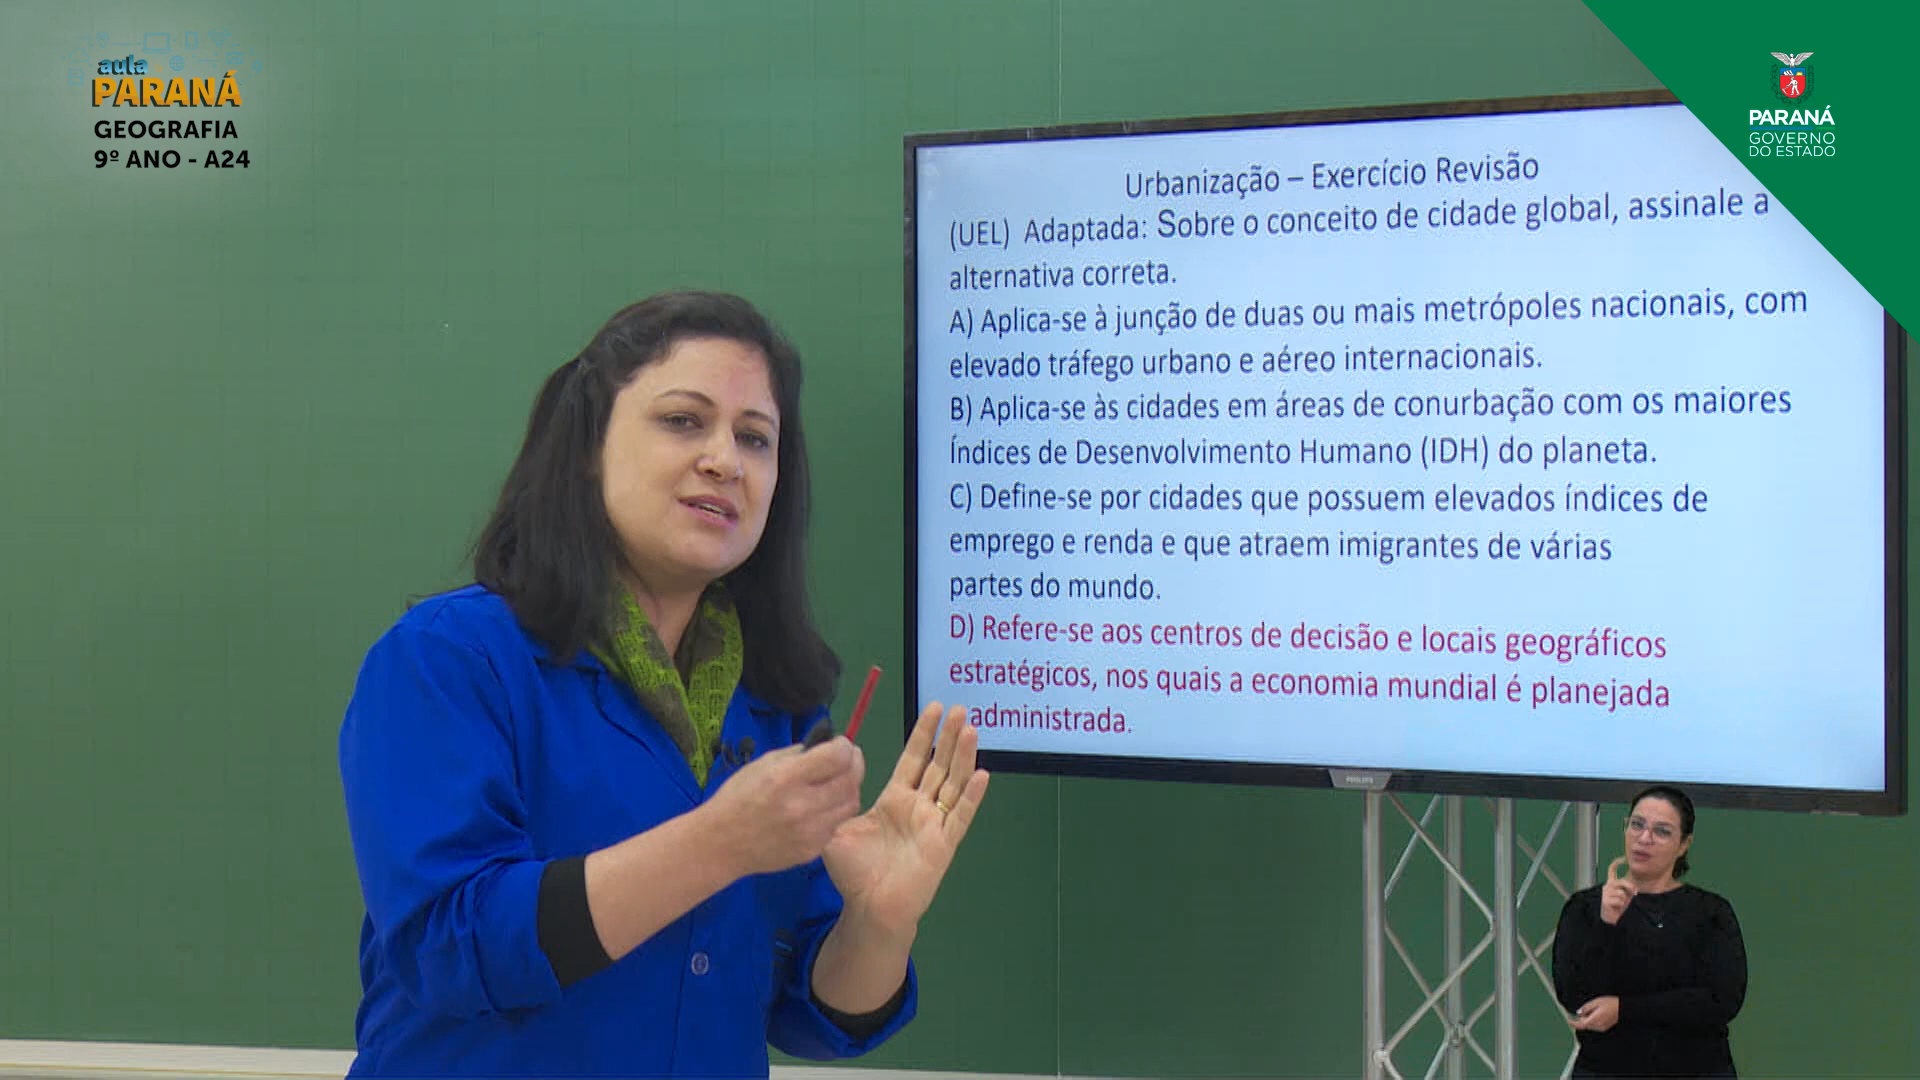 aula
PARANÁ
GEOGRAFIA
9º ANO - A24
PARANÁ
GOVERNO
DO ESTADO
Urbanização – Exercício Revisão
(UEL) Adaptada: Sobre o conceito de cidade global, assinale a
alternativa correta.
A) Aplica-se à junção de duas ou mais metrópoles nacionais, com
elevado tráfego urbano e aéreo internacionais.
B) Aplica-se às cidades em áreas de conurbação com os maiores
Índices de Desenvolvimento Humano (IDH) do planeta.
C) Define-se por cidades que possuem elevados índices de
emprego e renda e que atraem imigrantes de várias
partes do mundo.
D) Refere-se aos centros de decisão e locais geográficos
estratégicos, nos quais a economia mundial é planejada
administrada.
PHILIPS